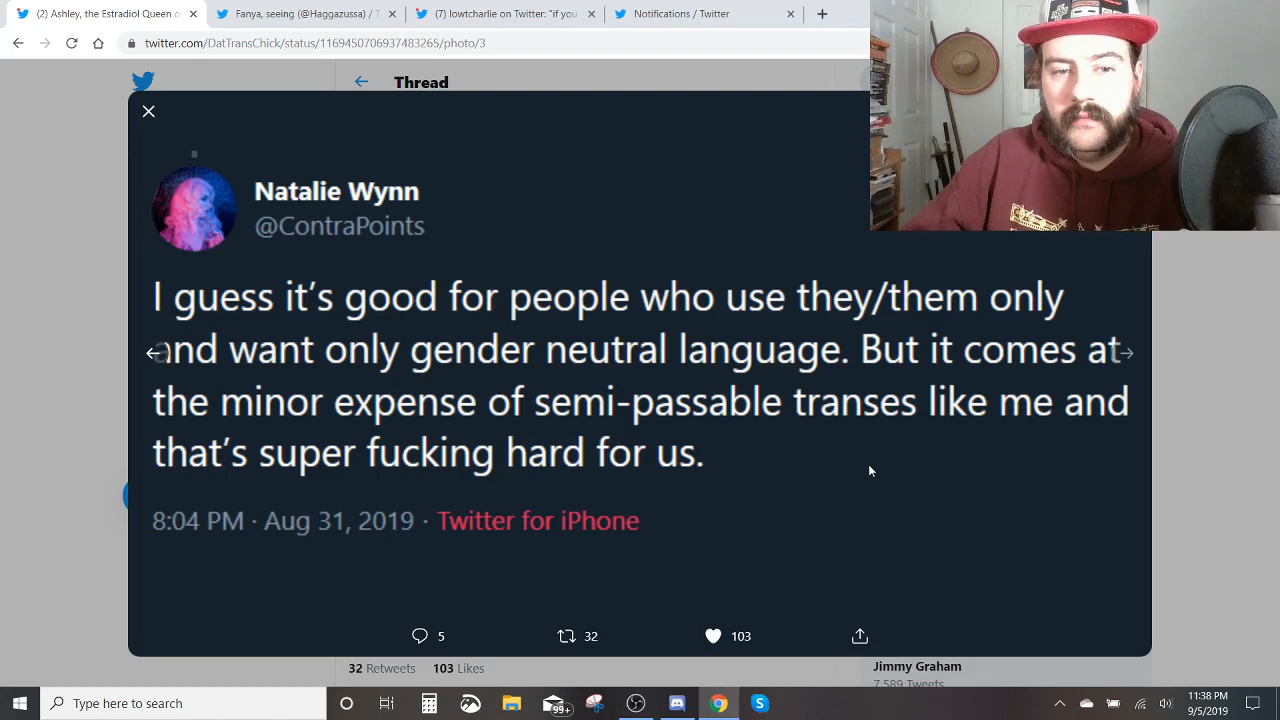 (2) Ashley, the Estradiol Queen o
Fanya, seeing (@Haggazussa) / T
(7) lowtcharlie on Twitter: "if you
Notifications / Twitter
twitter.com/DatTransChick/status/1169450706937483265/photo/3
Thread
Natalie Wynn
@ContraPoints
I guess it's good for people who use they/them only
and want only gender neutral language. But it comes at
the minor expense of semi-passable transes like me and
that's super fucking hard for us.
8:04 PM · Aug 31, 2019 · Twitter for iPhone
5
32
103
32 Retweets 103 Likes
Jimmy Graham
7,589 Tweets
Type here to search
99+
11:38 PM
9/5/2019